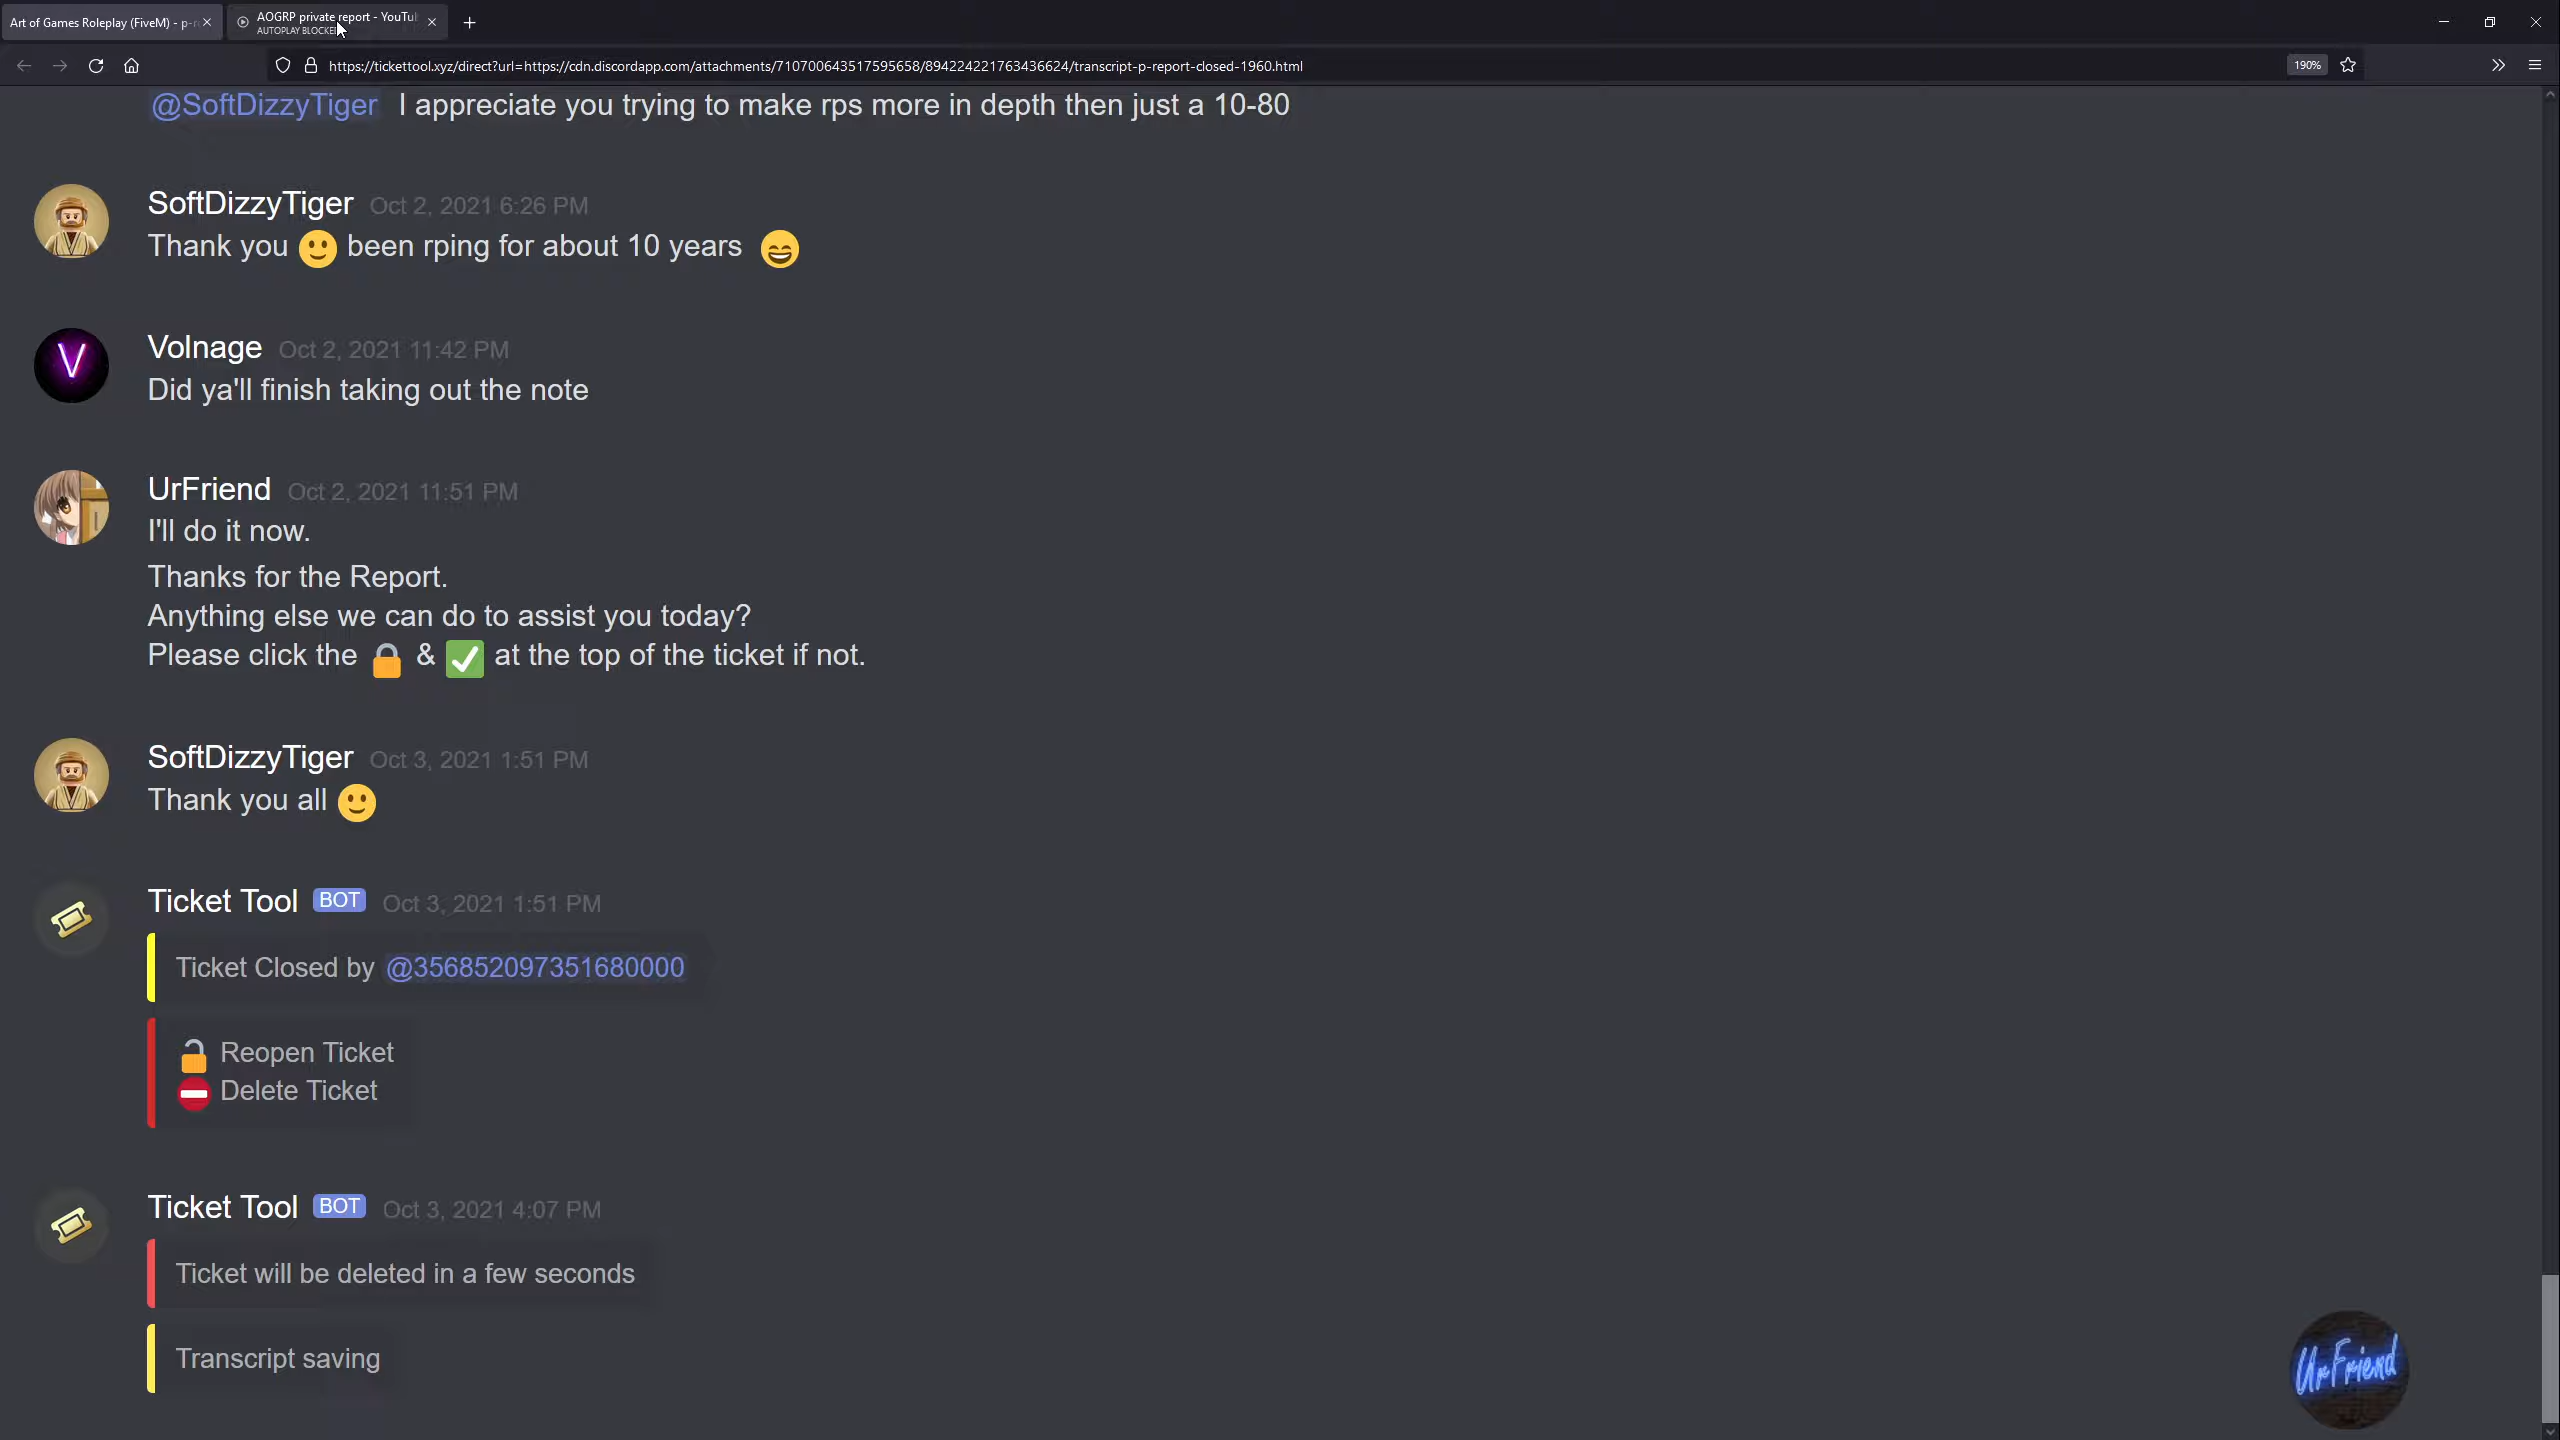 Art of Games Roleplay (FiveM) - p-r
AOGRP private report - YouTu
AUTOPLAY BLOCKED
https://tickettool.xyz/direct?url=https://cdn.discordapp.com/attachments/710700643517595658/894224221763436624/transcript-p-report-closed-1960.html
190%
@SoftDizzyTiger I appreciate you trying to make rps more in depth then just a 10-80
SoftDizzyTiger Oct 2, 2021 6:26 PM
Thank you 🙂 been rping for about 10 years 😄
V
Volnage Oct 2, 2021 11:42 PM
Did ya'll finish taking out the note
UrFriend Oct 2, 2021 11:51 PM
I'll do it now.
Thanks for the Report.
Anything else we can do to assist you today?
Please click the 🔒 & ✅ at the top of the ticket if not.
SoftDizzyTiger Oct 3, 2021 1:51 PM
Thank you all 🙂
Ticket Tool BOT Oct 3, 2021 1:51 PM
Ticket Closed by @356852097351680000
🔓 Reopen Ticket
⛔ Delete Ticket
Ticket Tool BOT Oct 3, 2021 4:07 PM
Ticket will be deleted in a few seconds
Transcript saving
UrFriend